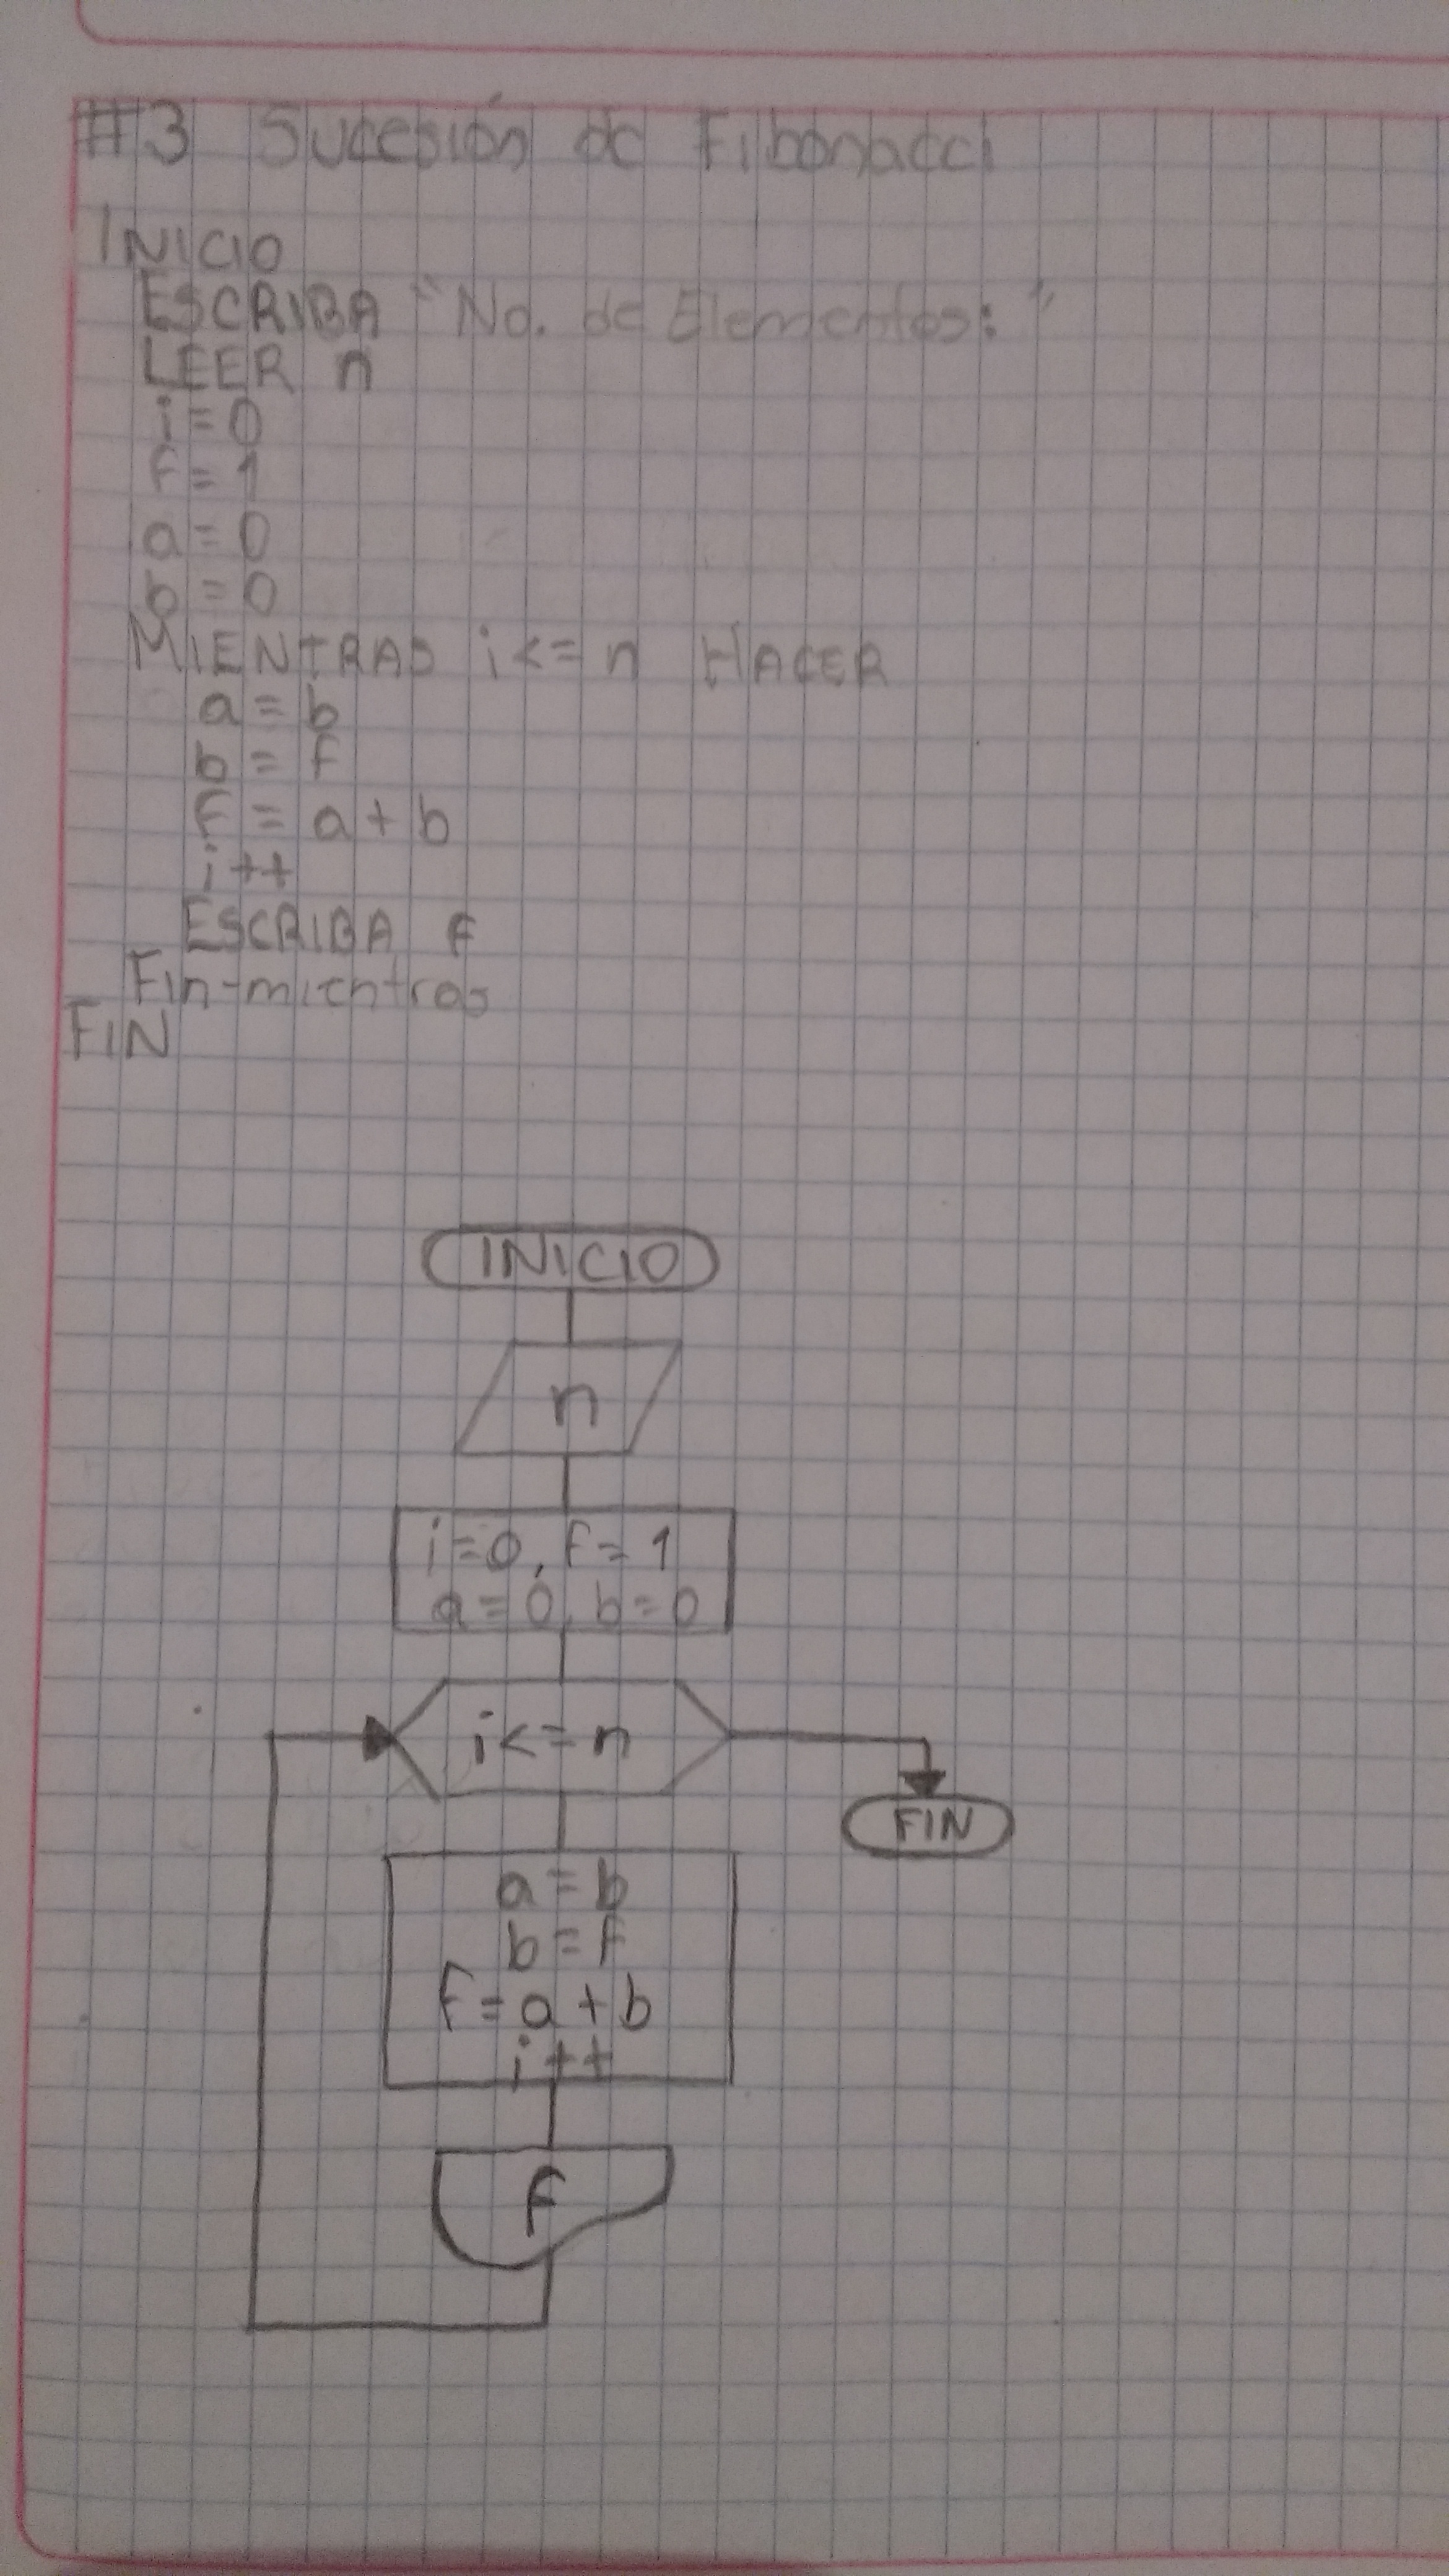 #3 Sucesión de Fibonacci
INICIO
ESCRIBA "No. de Elementos: "
LEER n
i=0
f=1
a=0
b=0
MIENTRAS i<=n HACER
a=b
b=f
f=a+b
i++
ESCRIBA f
Fin-mientras
FIN
INICIO
n
i=0, f=1
a=0, b=0
i<=n
FIN
a=b
b=f
f=a+b
i++
f